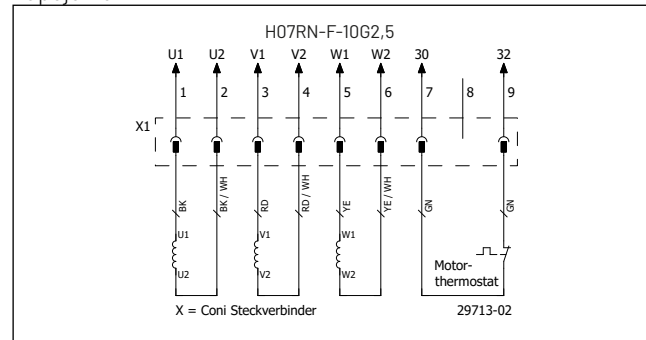 H07RN-F-10G2,5
U1 U2 V1 V2 W1 W2 30 32
1 2 3 4 5 6 7 8 9
X1
BK BK / WH RD RD / WH YE YE / WH GN GN
U1 V1 W1
U2 V2 W2
Motor-
thermostat
X = Coni Steckverbinder 29713-02